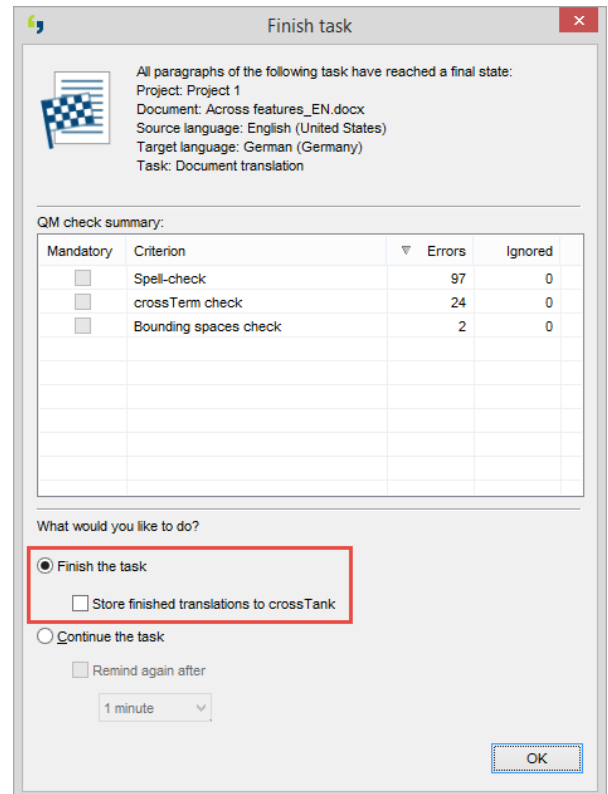 Finish task
All paragraphs of the following task have reached a final state:
Project: Project 1
Document: Across features_EN.docx
Source language: English (United States)
Target language: German (Germany)
Task: Document translation
QM check summary:
Mandatory Criterion Errors Ignored
Spell-check 97 0
crossTerm check 24 0
Bounding spaces check 2 0
What would you like to do?
Finish the task
Store finished translations to crossTank
Continue the task
Remind again after
1 minute
OK